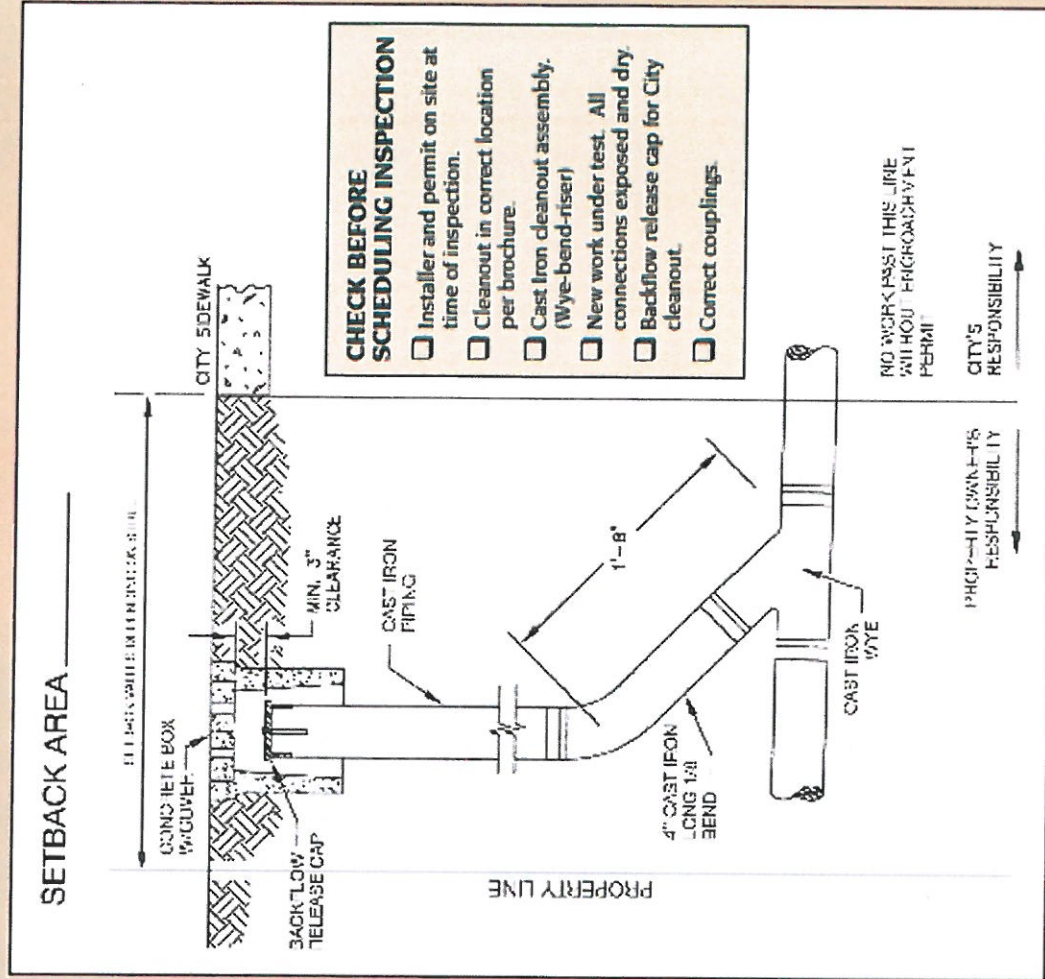 SETBACK AREA
CITY SIDEWALK
CONCRETE BOX
W/COVER
MIN. 3"
CLEARANCE
BACKFLOW
RELEASE CAP
CAST IRON
PIPING
PROPERTY LINE
1'-8"
4" CAST IRON
LONG 1/8
BEND
CAST IRON
WYE
CHECK BEFORE
SCHEDULING INSPECTION
❏ Installer and permit on site at
time of inspection.
❏ Cleanout in correct location
per brochure.
❏ Cast Iron cleanout assembly.
(Wye-bend-riser)
❏ New work under test. All
connections exposed and dry.
❏ Backflow release cap for City
cleanout.
❏ Correct couplings.
NO WORK PAST THIS LINE
WITHOUT ENCROACHMENT
PERMIT
PROPERTY OWNER'S
RESPONSIBILITY
CITY'S
RESPONSIBILITY